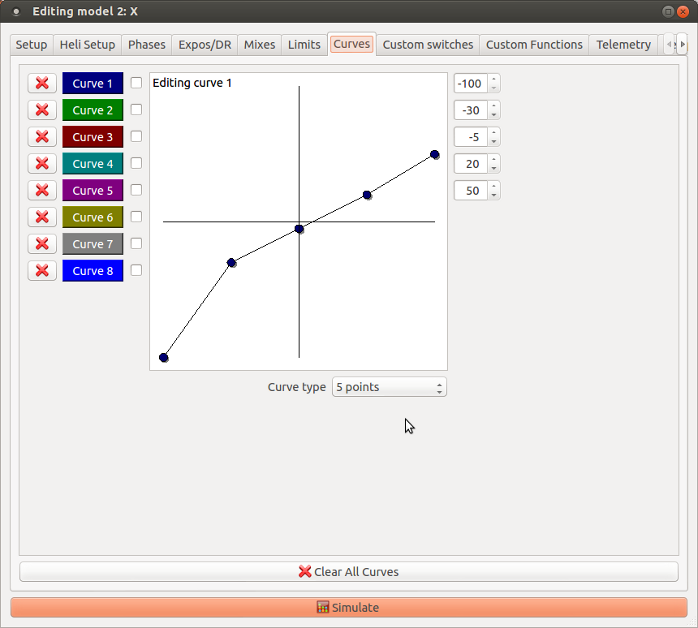 Editing model 2: X
Setup Heli Setup Phases Expos/DR Mixes Limits Curves Custom switches Custom Functions Telemetry
Curve 1
Curve 2
Curve 3
Curve 4
Curve 5
Curve 6
Curve 7
Curve 8
Editing curve 1
-100
-30
-5
20
50
Curve type 5 points
Clear All Curves
Simulate